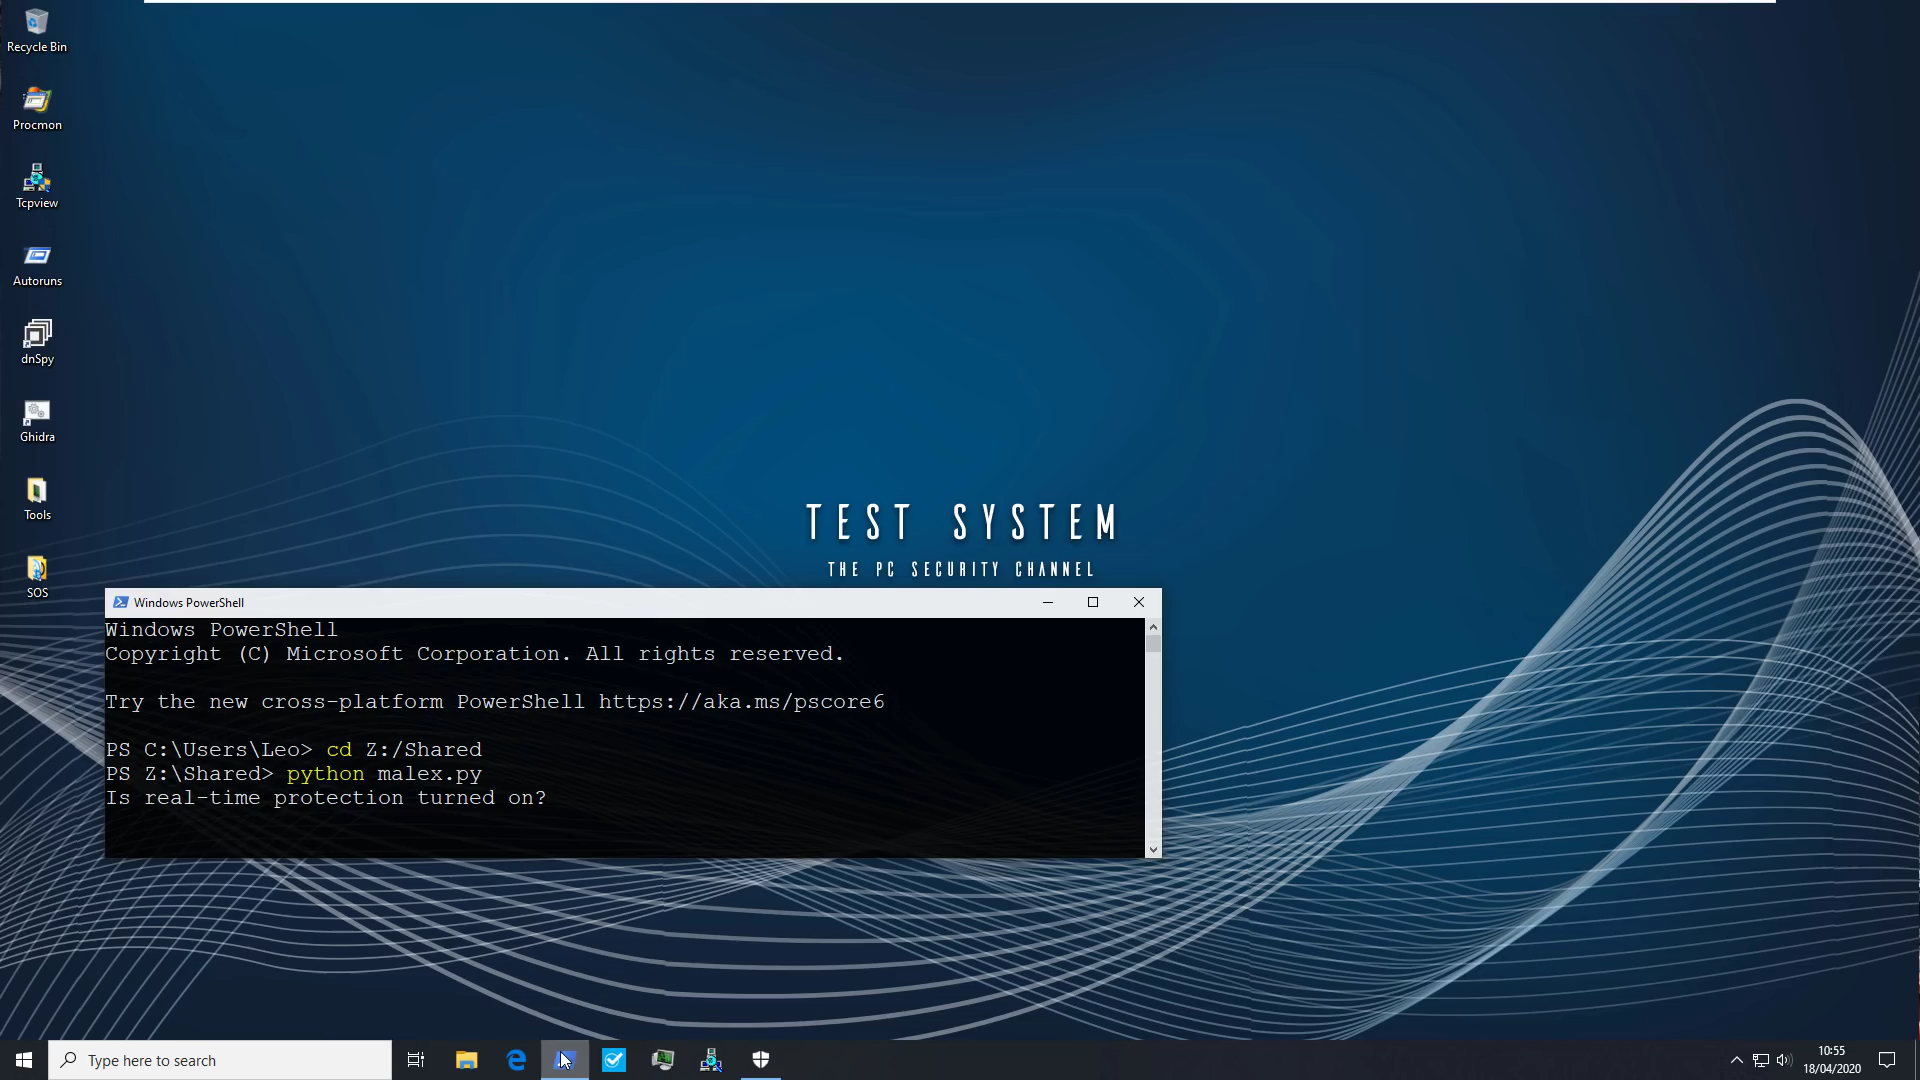 Recycle Bin
Procmon
Tcpview
Autoruns
dnSpy
Ghidra
Tools
SOS
TEST SYSTEM
THE PC SECURITY CHANNEL
Windows PowerShell
Windows PowerShell
Copyright (C) Microsoft Corporation. All rights reserved.
Try the new cross-platform PowerShell https://aka.ms/pscore6
PS C:\Users\Leo> cd Z:/Shared
PS Z:\Shared> python malex.py
Is real-time protection turned on?
Type here to search
10:55
18/04/2020